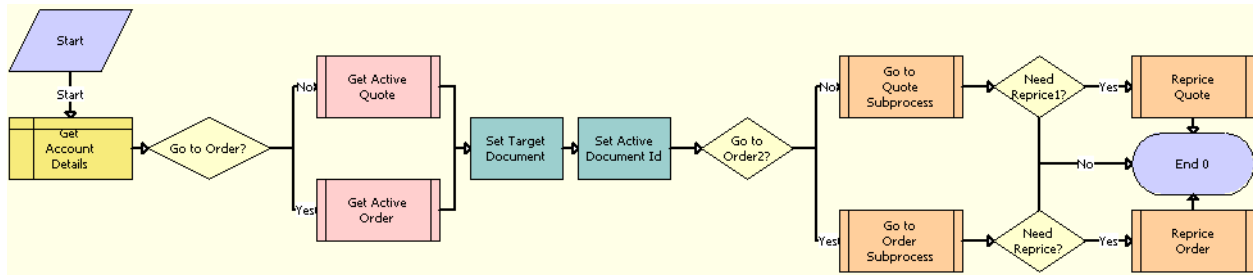 Start
Start
Get
Account
Details
Go to Order?
No
Get Active
Quote
Yes
Get Active
Order
Set Target
Document
Set Active
Document Id
Go to
Order2?
No
Go to
Quote
Subprocess
Need
Reprice1?
Yes
Reprice
Quote
No
End 0
Yes
Go to
Order
Subprocess
Need
Reprice?
Yes
Reprice
Order